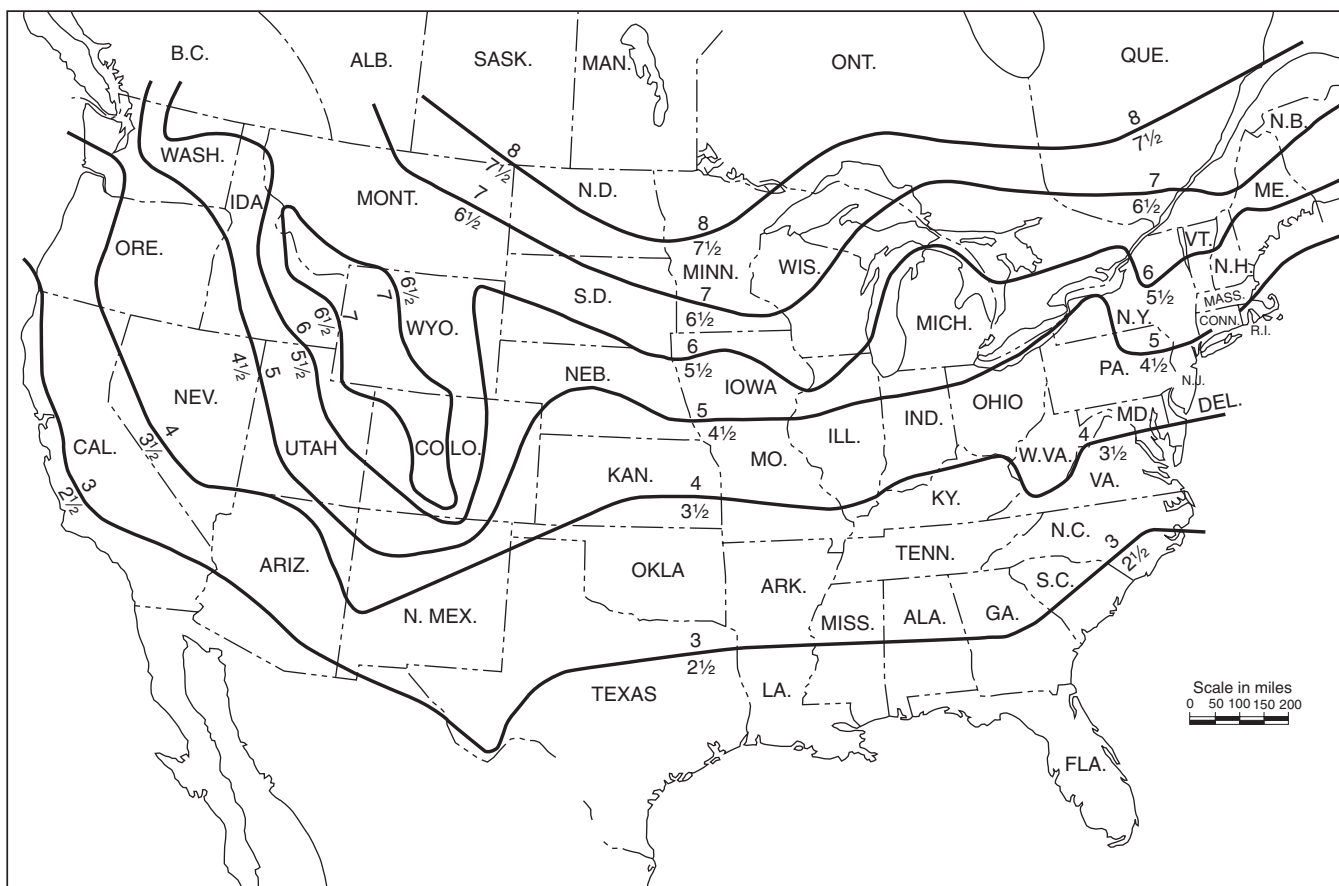 B.C.
ALB.
SASK.
MAN.
ONT.
QUE.
8
7½
N.B.
WASH.
8
7½
7
6½
MONT.
N.D.
IDA
7
6½
ME.
ORE.
8
7½
VT.
MINN.
WIS.
N.H.
6
5½
6½
7
S.D.
7
6½
MASS.
6½
7
WYO.
MICH.
N.Y.
CONN.
R.I.
6
5½
4½
5
6
5½
5
4½
NEB.
IOWA
PA.
N.J.
NEV.
OHIO
IND.
DEL.
5
4½
MD.
4
3½
CAL.
UTAH
COLO.
ILL.
4
3½
W.VA.
MO.
KAN.
VA.
3
2½
4
3½
KY.
N.C.
3
2½
TENN.
ARIZ.
OKLA
ARK.
S.C.
N. MEX.
MISS.
ALA.
GA.
3
2½
TEXAS
LA.
Scale in miles
0 50 100 150 200
FLA.